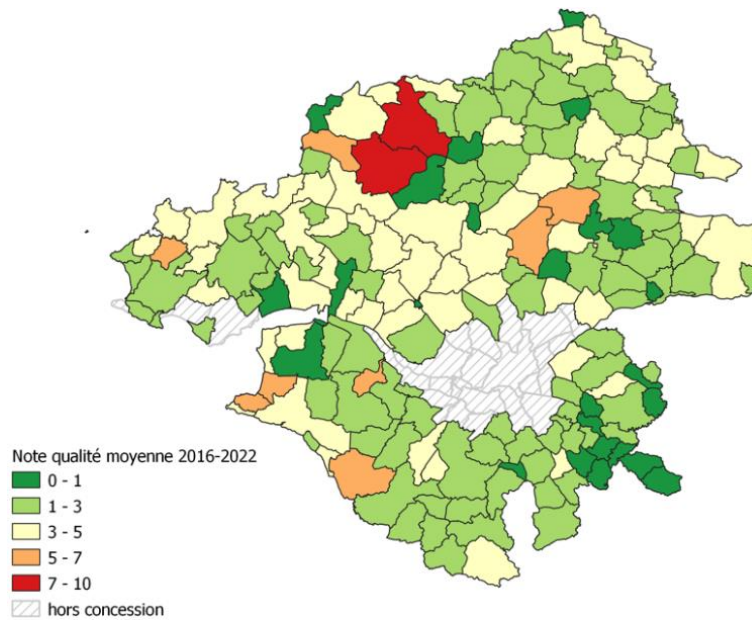 Note qualité moyenne 2016-2022
0 - 1
1 - 3
3 - 5
5 - 7
7 - 10
hors concession